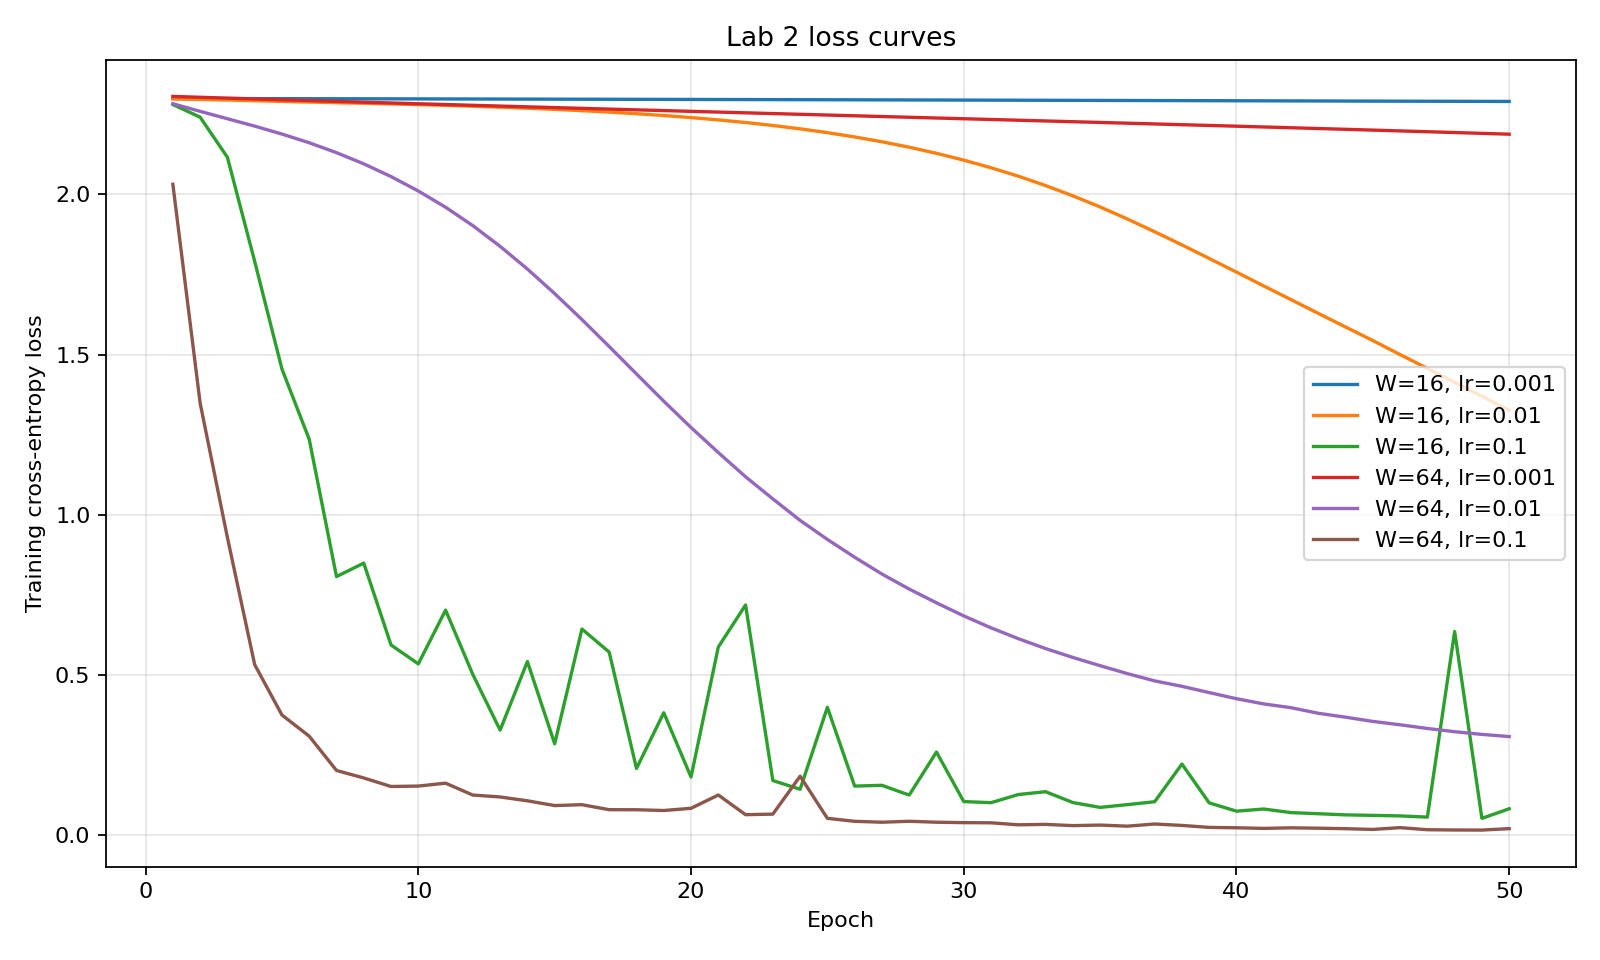 Lab 2 loss curves
Training cross-entropy loss
2.0
1.5
1.0
0.5
0.0
W=16, lr=0.001
W=16, lr=0.01
W=16, lr=0.1
W=64, lr=0.001
W=64, lr=0.01
W=64, lr=0.1
0 10 20 30 40 50
Epoch